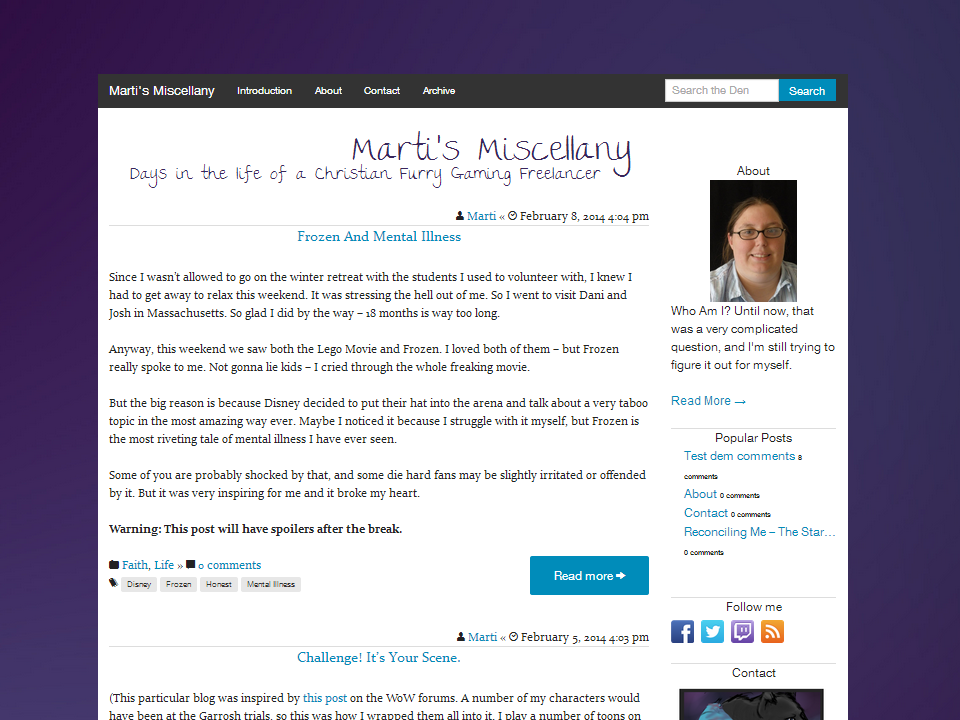 Marti's Miscellany Introduction About Contact Archive Search the Den Search
Marti's Miscellany
Days in the life of a Christian Furry Gaming Freelancer
Marti « February 8, 2014 4:04 pm
Frozen And Mental Illness
Since I wasn't allowed to go on the winter retreat with the students I used to volunteer with, I knew I
had to get away to relax this weekend. It was stressing the hell out of me. So I went to visit Dani and
Josh in Massachusetts. So glad I did by the way – 18 months is way too long.
Anyway, this weekend we saw both the Lego Movie and Frozen. I loved both of them – but Frozen
really spoke to me. Not gonna lie kids – I cried through the whole freaking movie.
But the big reason is because Disney decided to put their hat into the arena and talk about a very taboo
topic in the most amazing way ever. Maybe I noticed it because I struggle with it myself, but Frozen is
the most riveting tale of mental illness I have ever seen.
Some of you are probably shocked by that, and some die hard fans may be slightly irritated or offended
by it. But it was very inspiring for me and it broke my heart.
Warning: This post will have spoilers after the break.
Faith, Life » 0 comments
Disney Frozen Honest Mental Illness
Read more
Marti « February 5, 2014 4:03 pm
Challenge! It's Your Scene.
(This particular blog was inspired by this post on the WoW forums. A number of my characters would
have been at the Garrosh trials, so this was how I wrapped them all into it. I play a number of toons on
About
Who Am I? Until now, that
was a very complicated
question, and I'm still trying to
figure it out for myself.
Read More →
Popular Posts
Test dem comments 8
comments
About 0 comments
Contact 0 comments
Reconciling Me – The Star…
0 comments
Follow me
Contact